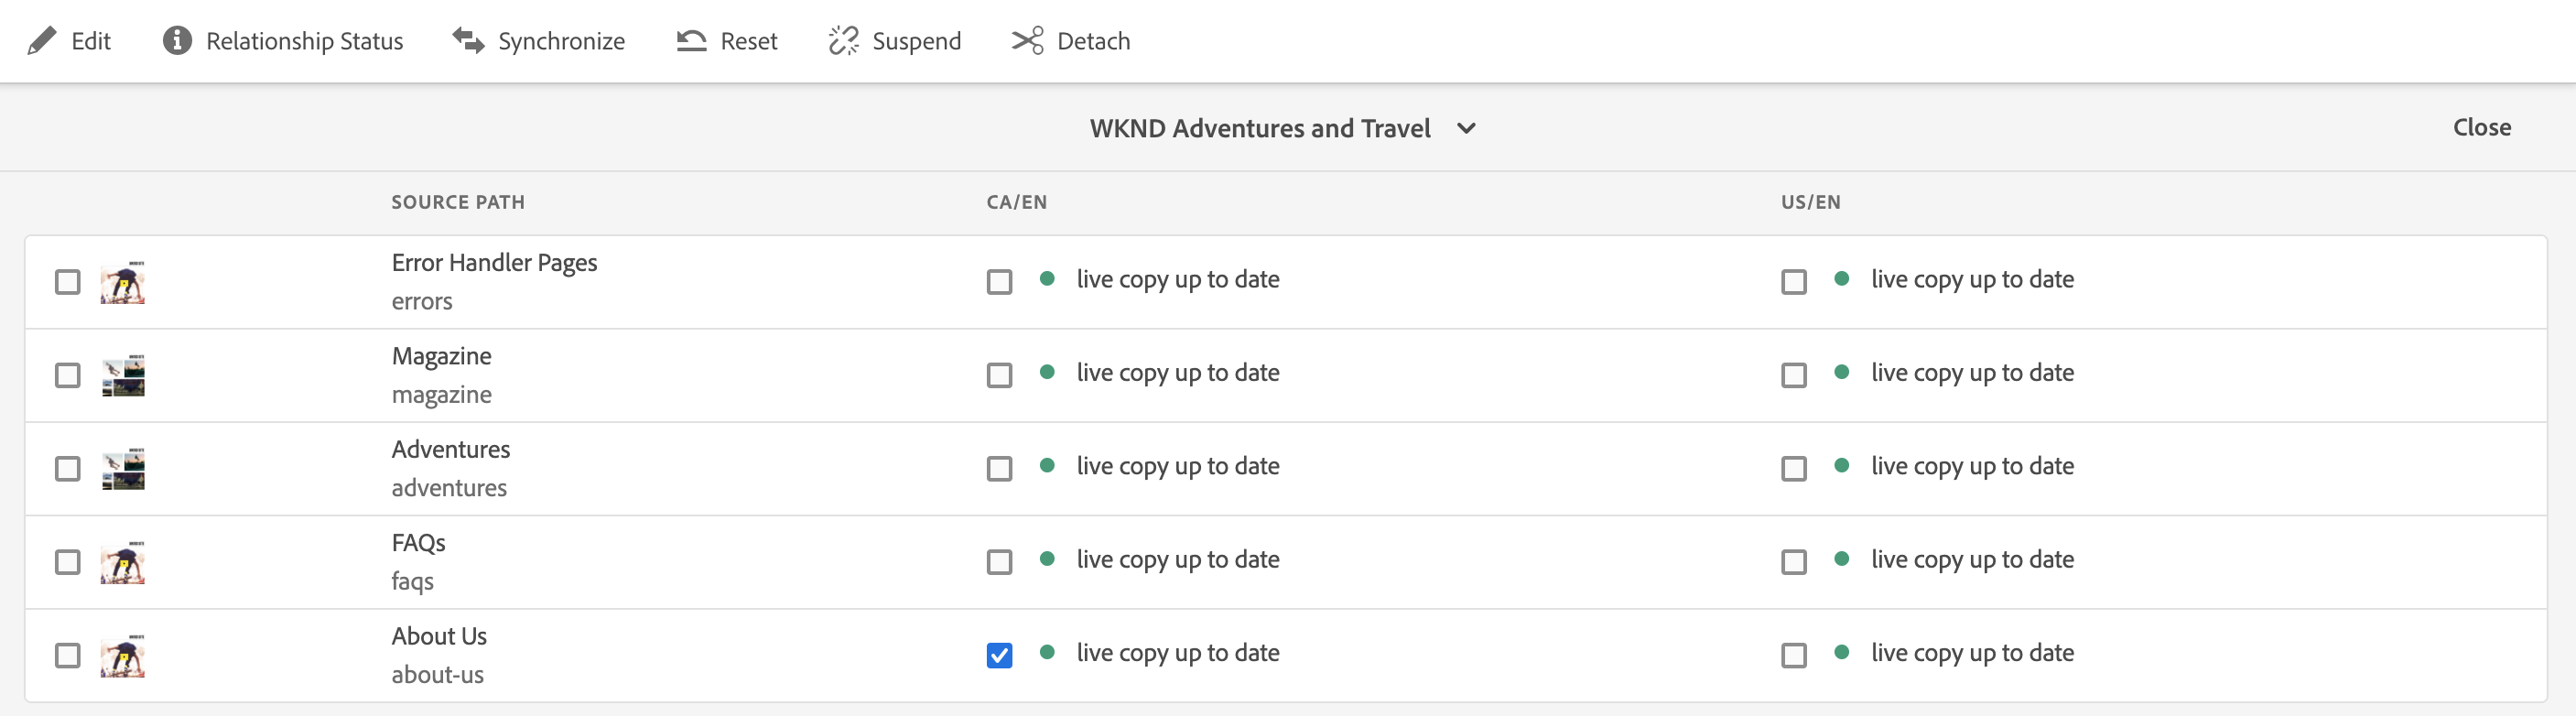 Edit Relationship Status Synchronize Reset Suspend Detach
WKND Adventures and Travel Close
SOURCE PATH CA/EN US/EN
Error Handler Pages
errors
live copy up to date live copy up to date
Magazine
magazine
live copy up to date live copy up to date
Adventures
adventures
live copy up to date live copy up to date
FAQs
faqs
live copy up to date live copy up to date
About Us
about-us
live copy up to date live copy up to date